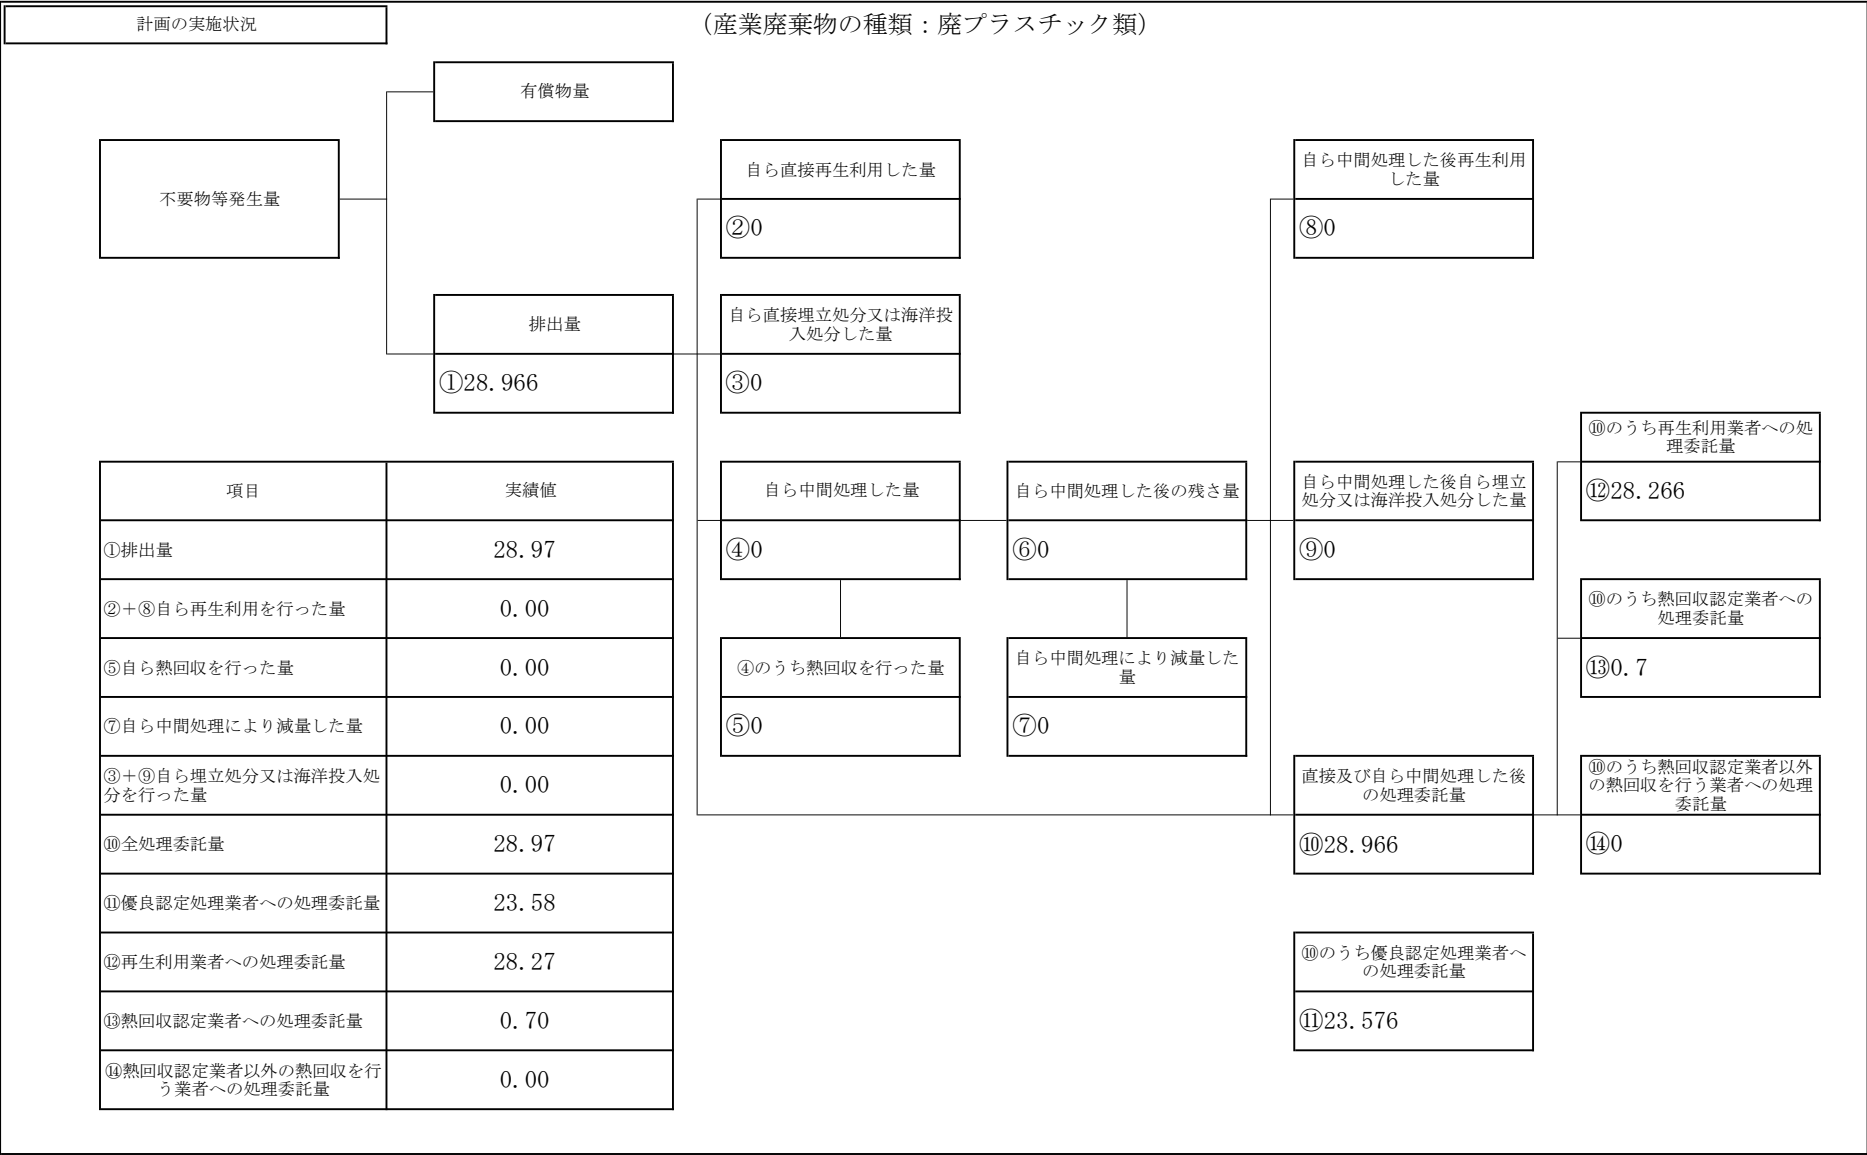 計画の実施状況
（産業廃棄物の種類：廃プラスチック類）
有償物量
不要物等発生量
自ら直接再生利用した量
②0
自ら中間処理した後再生利用
した量
⑧0
排出量
①28.966
自ら直接埋立処分又は海洋投
入処分した量
③0
⑩のうち再生利用業者への処
理委託量
⑫28.266
自ら中間処理した量
④0
自ら中間処理した後の残さ量
⑥0
自ら中間処理した後自ら埋立
処分又は海洋投入処分した量
⑨0
⑩のうち熱回収認定業者への
処理委託量
⑬0.7
④のうち熱回収を行った量
⑤0
自ら中間処理により減量した
量
⑦0
直接及び自ら中間処理した後
の処理委託量
⑩28.966
⑩のうち熱回収認定業者以外
の熱回収を行う業者への処理
委託量
⑭0
⑩のうち優良認定処理業者へ
の処理委託量
⑪23.576
項目 実績値
①排出量 28.97
②＋⑧自ら再生利用を行った量 0.00
⑤自ら熱回収を行った量 0.00
⑦自ら中間処理により減量した量 0.00
③＋⑨自ら埋立処分又は海洋投入処
分を行った量 0.00
⑩全処理委託量 28.97
⑪優良認定処理業者への処理委託量 23.58
⑫再生利用業者への処理委託量 28.27
⑬熱回収認定業者への処理委託量 0.70
⑭熱回収認定業者以外の熱回収を行
う業者への処理委託量 0.00